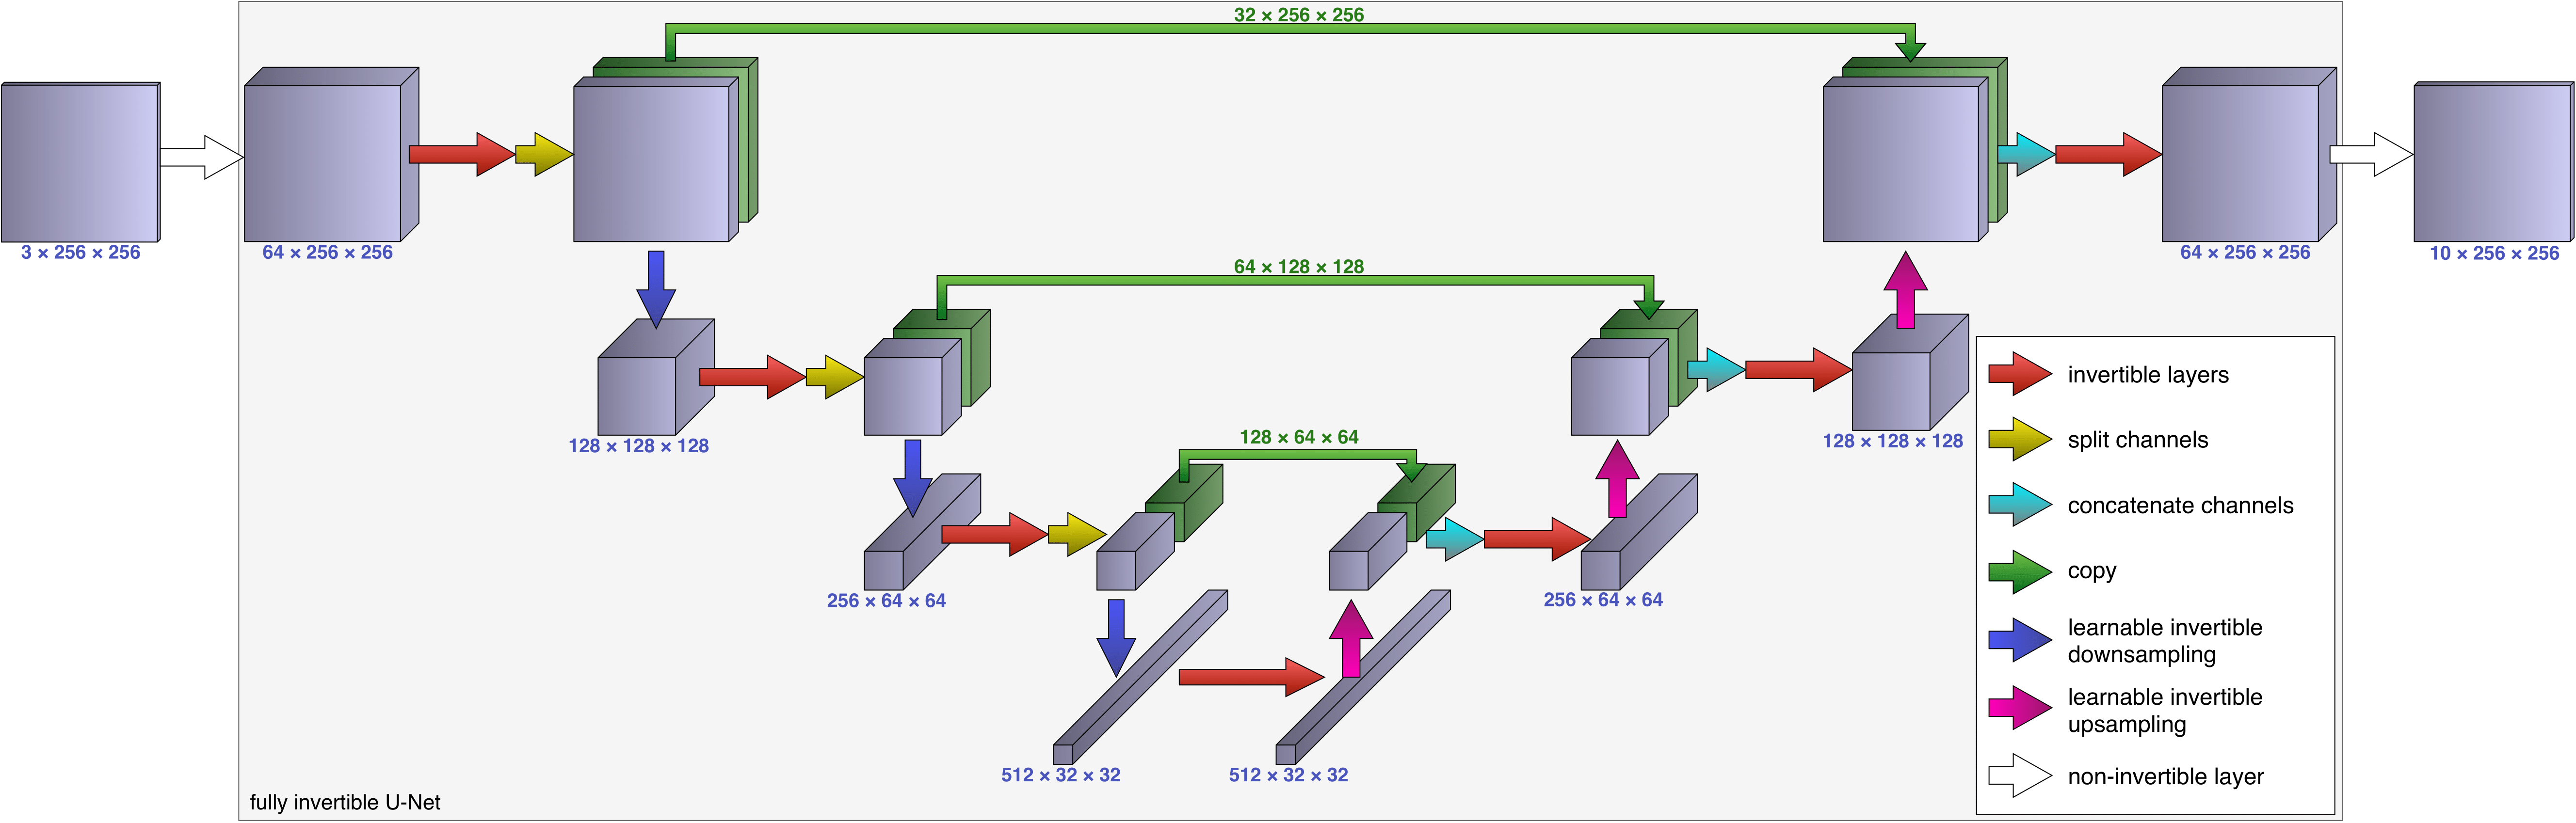 32 × 256 × 256
3 × 256 × 256
64 × 256 × 256
64 × 256 × 256
10 × 256 × 256
64 × 128 × 128
128 × 128 × 128
128 × 128 × 128
128 × 64 × 64
256 × 64 × 64
256 × 64 × 64
512 × 32 × 32
512 × 32 × 32
invertible layers
split channels
concatenate channels
copy
learnable invertible
downsampling
learnable invertible
upsampling
non-invertible layer
fully invertible U-Net